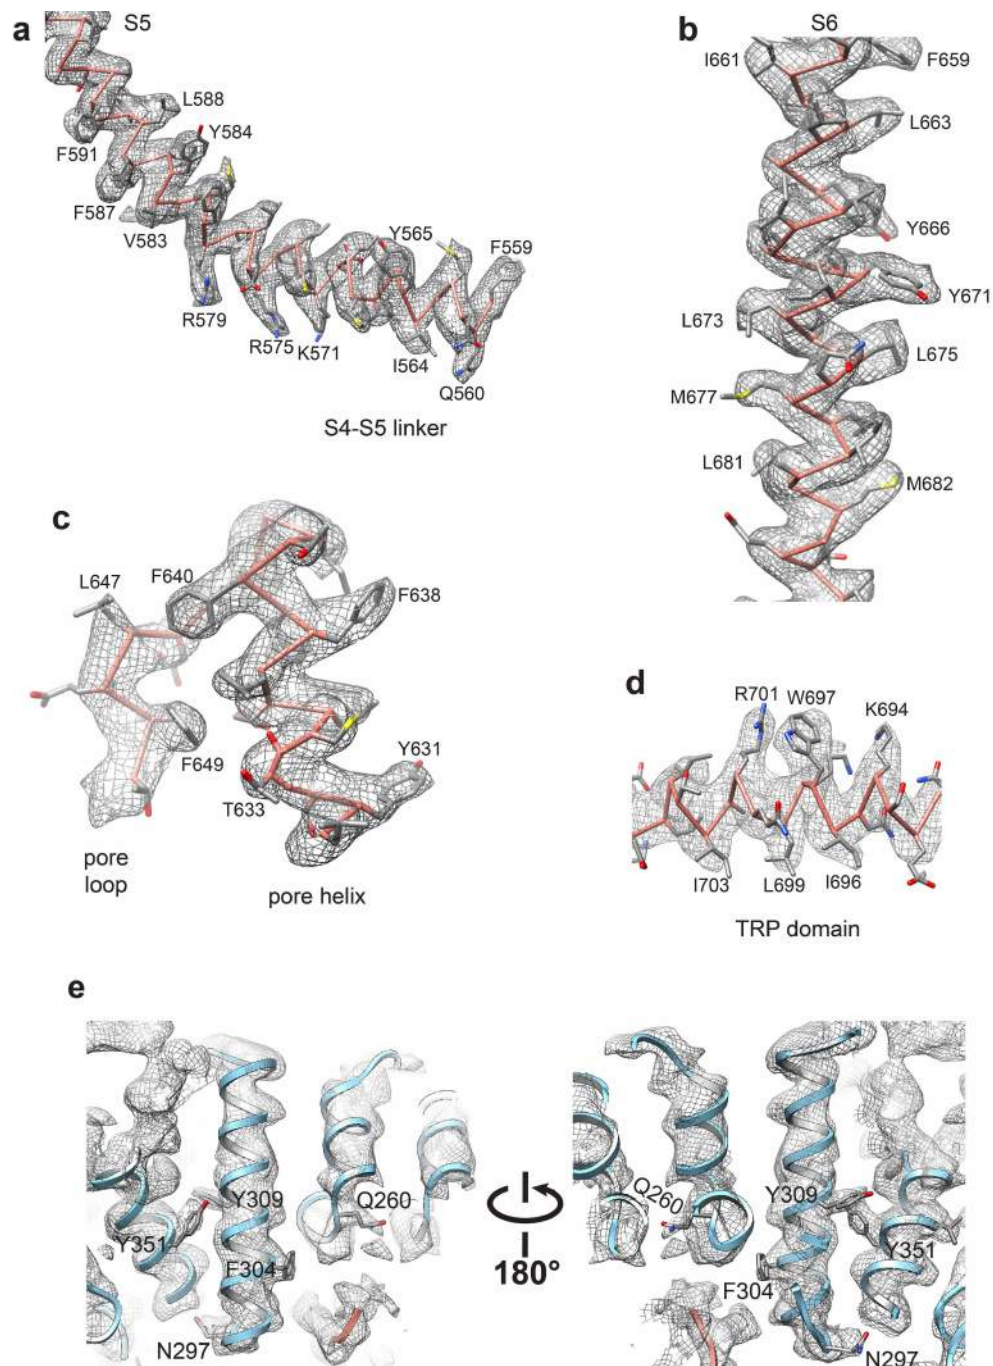 a
S5
L588
Y584
F591
F587
V583
Y565
F559
R579
R575
K571
I564
Q560
S4-S5 linker
b
S6
I661
F659
L663
Y666
Y671
L673
L675
M677
L681
M682
c
L647
F640
F638
F649
Y631
T633
pore
loop
pore helix
d
R701
W697
K694
I703
L699
I696
TRP domain
e
Y309
Q260
Y351
F304
N297
180°
Q260
Y309
Y351
F304
N297